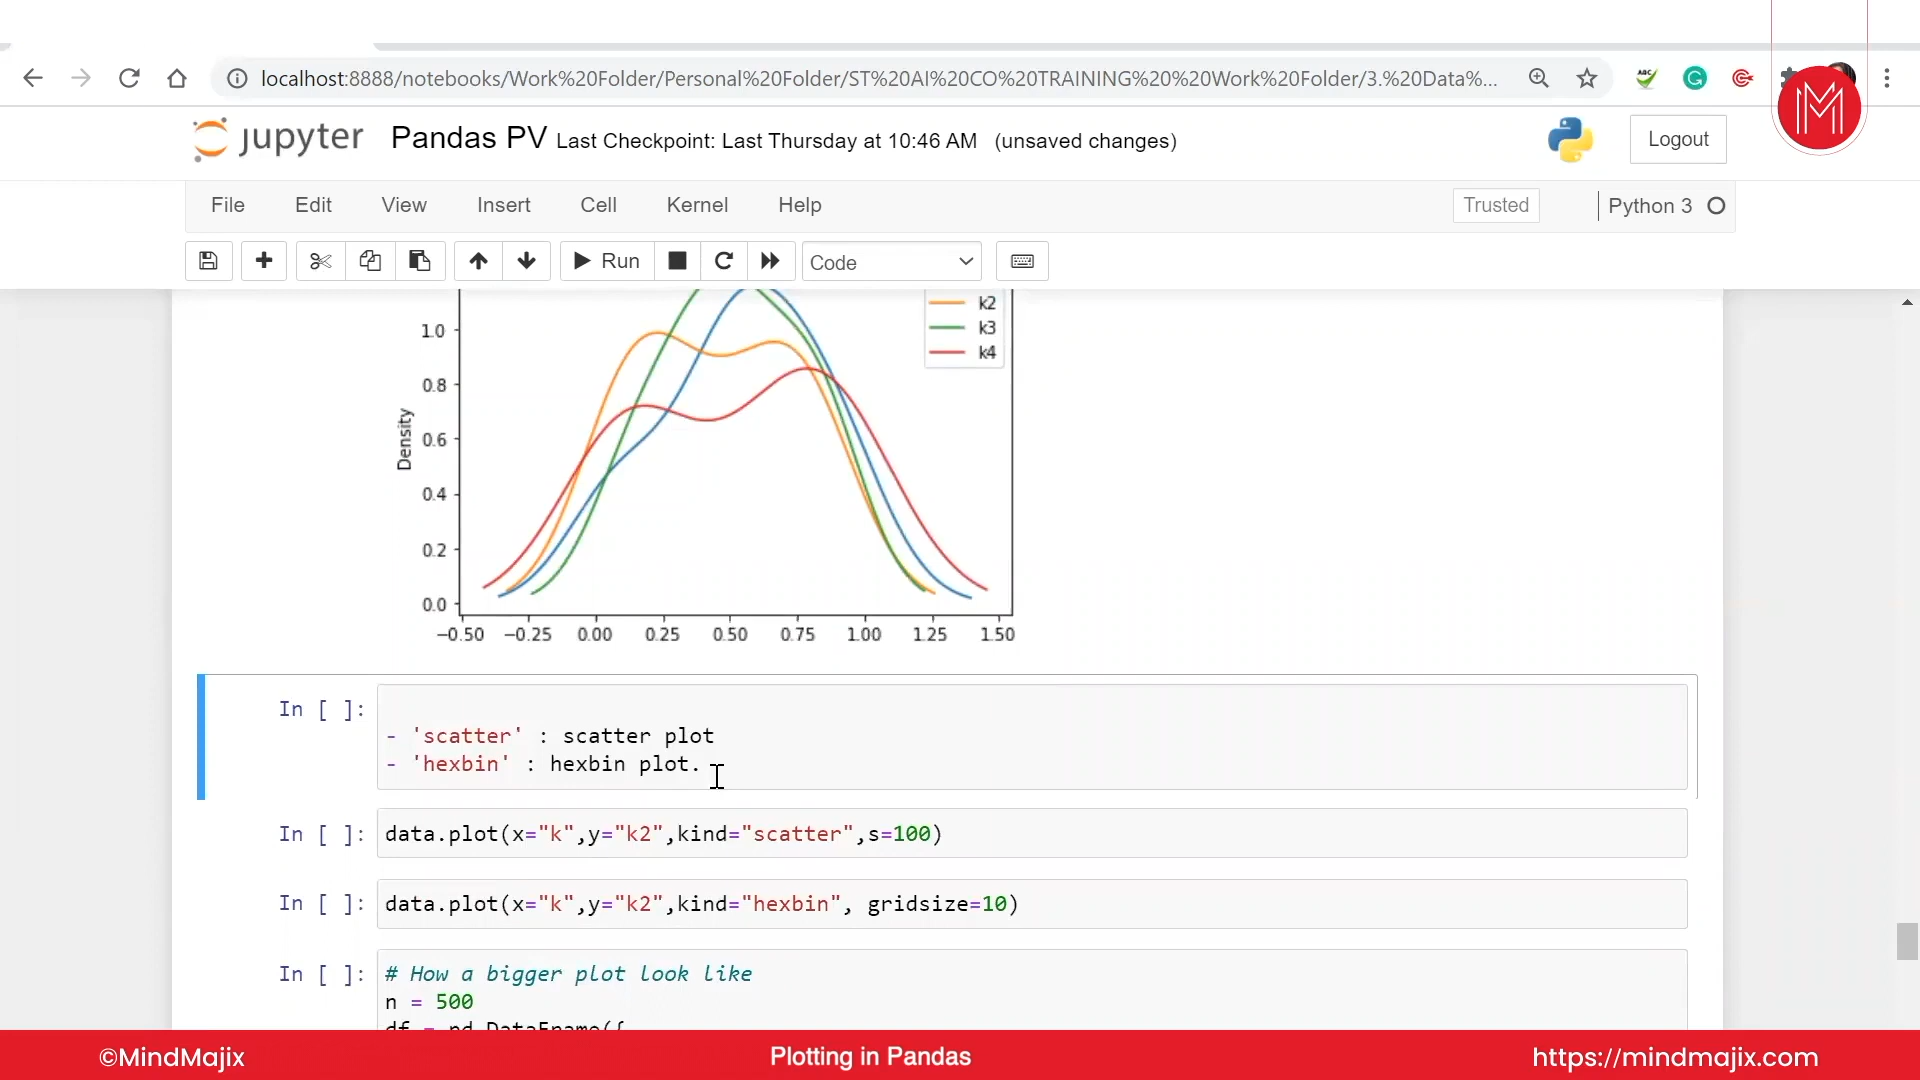 localhost:8888/notebooks/Work%20Folder/Personal%20Folder/ST%20AI%20CO%20TRAINING%20%20Work%20Folder/3.%20Data%...
ABC
G
M
jupyter Pandas PV Last Checkpoint: Last Thursday at 10:46 AM (unsaved changes)
Logout
File Edit View Insert Cell Kernel Help
Trusted
Python 3
Run
Code
k2
k3
k4
1.0
0.8
0.6
0.4
0.2
0.0
Density
−0.50 −0.25 0.00 0.25 0.50 0.75 1.00 1.25 1.50
In [ ]:
- 'scatter' : scatter plot
- 'hexbin' : hexbin plot.
In [ ]: data.plot(x="k",y="k2",kind="scatter",s=100)
In [ ]: data.plot(x="k",y="k2",kind="hexbin", gridsize=10)
In [ ]: # How a bigger plot look like
n = 500
df = pd.DataFrame({
©MindMajix
Plotting in Pandas
https://mindmajix.com